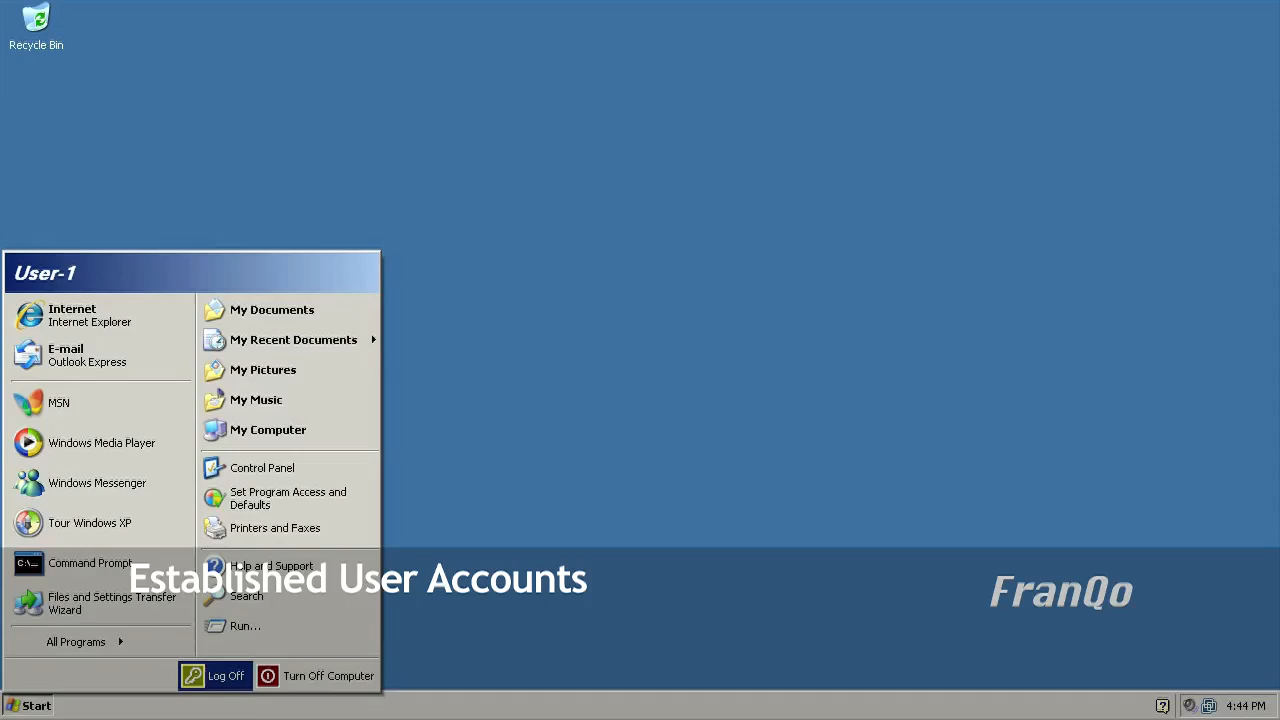 Recycle Bin
User-1
Internet
Internet Explorer
E-mail
Outlook Express
MSN
Windows Media Player
Windows Messenger
Tour Windows XP
C:\...
Command Prompt
Files and Settings Transfer
Wizard
All Programs
My Documents
My Recent Documents
My Pictures
My Music
My Computer
Control Panel
Set Program Access and
Defaults
Printers and Faxes
Help and Support
Search
Run...
Log Off
Turn Off Computer
Established User Accounts
FranQo
Start
4:44 PM